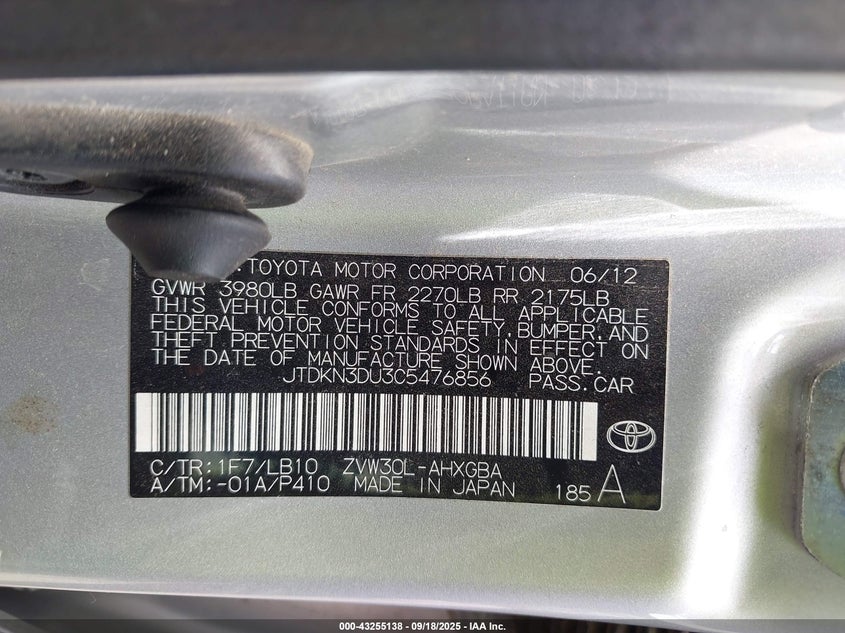 TOYOTA MOTOR CORPORATION 06/12
GVWR 3980LB GAWR FR 2270LB RR 2175LB
THIS VEHICLE CONFORMS TO ALL APPLICABLE
FEDERAL MOTOR VEHICLE SAFETY, BUMPER, AND
THEFT PREVENTION STANDARDS IN EFFECT ON
THE DATE OF MANUFACTURE SHOWN ABOVE.
JTDKN3DU3C5476856 PASS.CAR
C/TR:1F7/LB10 ZVW30L-AHXGBA
A/TM:-01A/P410 MADE IN JAPAN 185 A
000-43255138 - 09/18/2025 - IAA Inc.